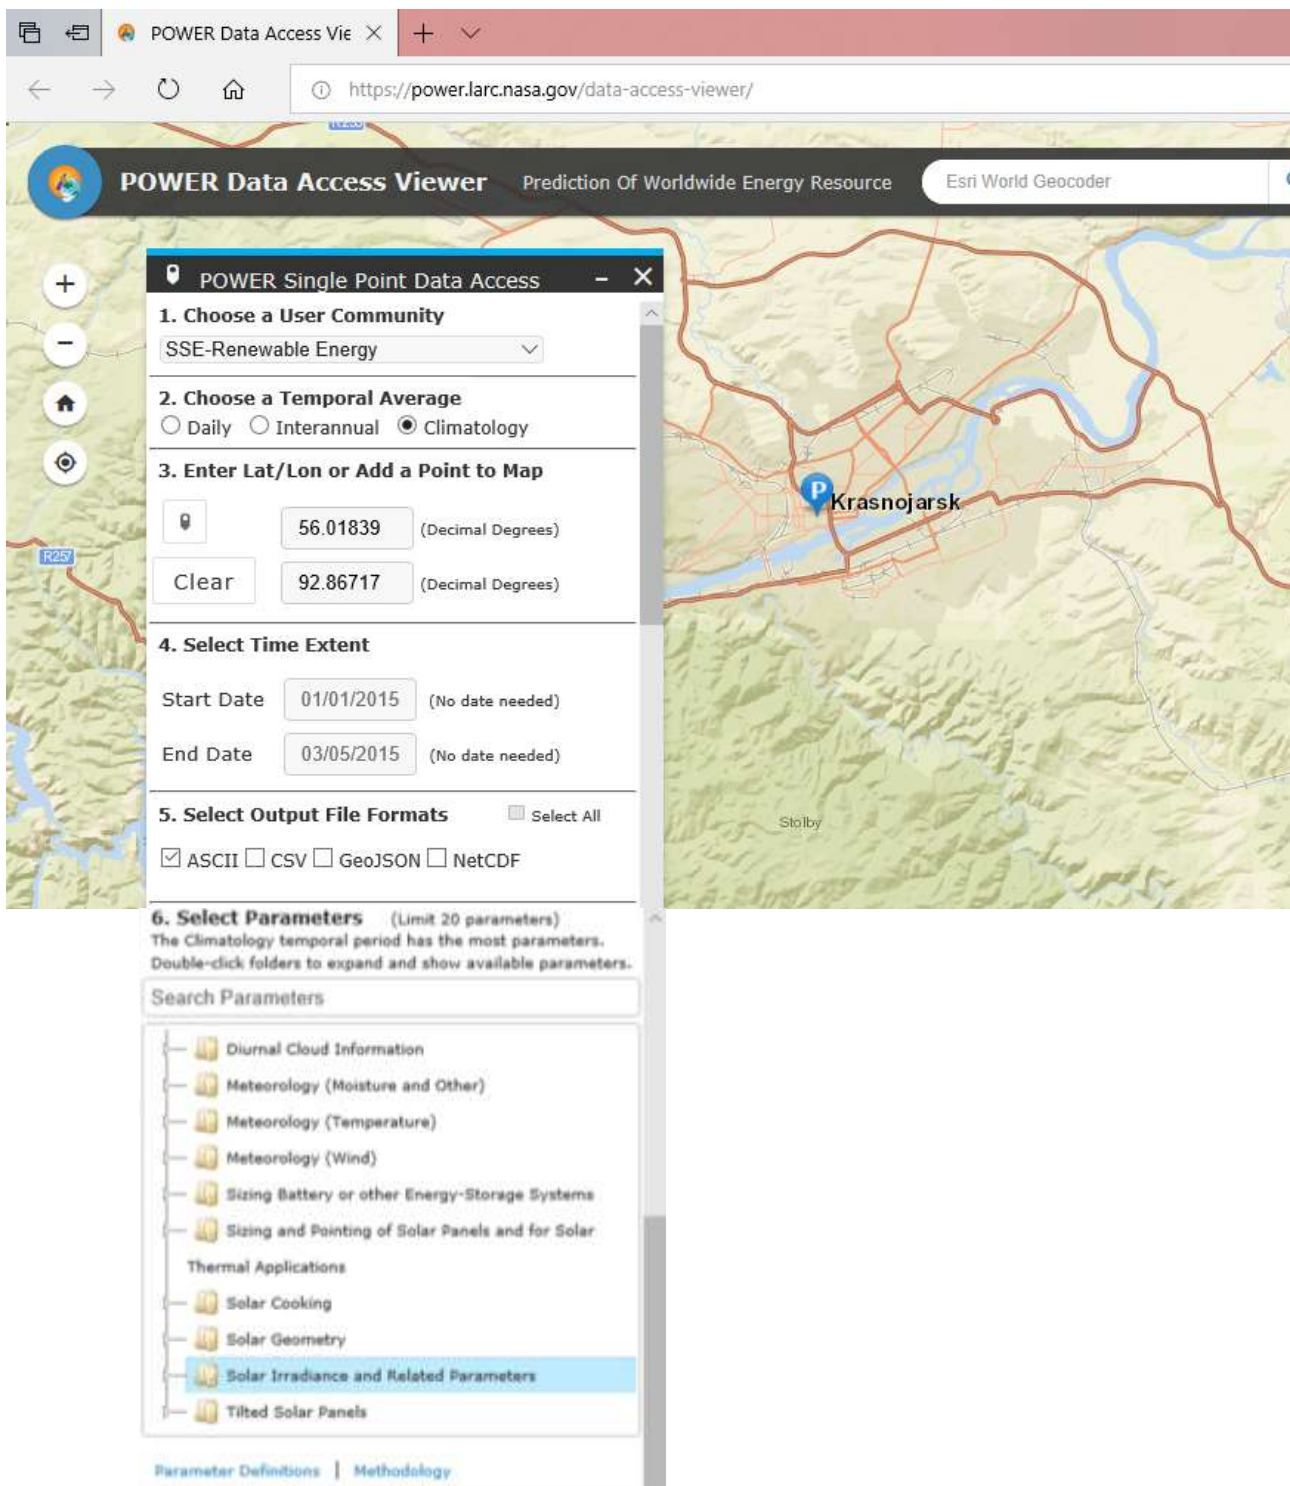 POWER Data Access Vie
https://power.larc.nasa.gov/data-access-viewer/
POWER Data Access Viewer Prediction Of Worldwide Energy Resource Esri World Geocoder
POWER Single Point Data Access
1. Choose a User Community
SSE-Renewable Energy
2. Choose a Temporal Average
Daily Interannual Climatology
3. Enter Lat/Lon or Add a Point to Map
56.01839 (Decimal Degrees)
Clear 92.86717 (Decimal Degrees)
4. Select Time Extent
Start Date 01/01/2015 (No date needed)
End Date 03/05/2015 (No date needed)
5. Select Output File Formats Select All
ASCII CSV GeoJSON NetCDF
6. Select Parameters (Limit 20 parameters)
The Climatology temporal period has the most parameters.
Double-click folders to expand and show available parameters.
Search Parameters
Diurnal Cloud Information
Meteorology (Moisture and Other)
Meteorology (Temperature)
Meteorology (Wind)
Sizing Battery or other Energy-Storage Systems
Sizing and Pointing of Solar Panels and for Solar
Thermal Applications
Solar Cooking
Solar Geometry
Solar Irradiance and Related Parameters
Tilted Solar Panels
Parameter Definitions | Methodology
P
Krasnojarsk
R257
Stolby